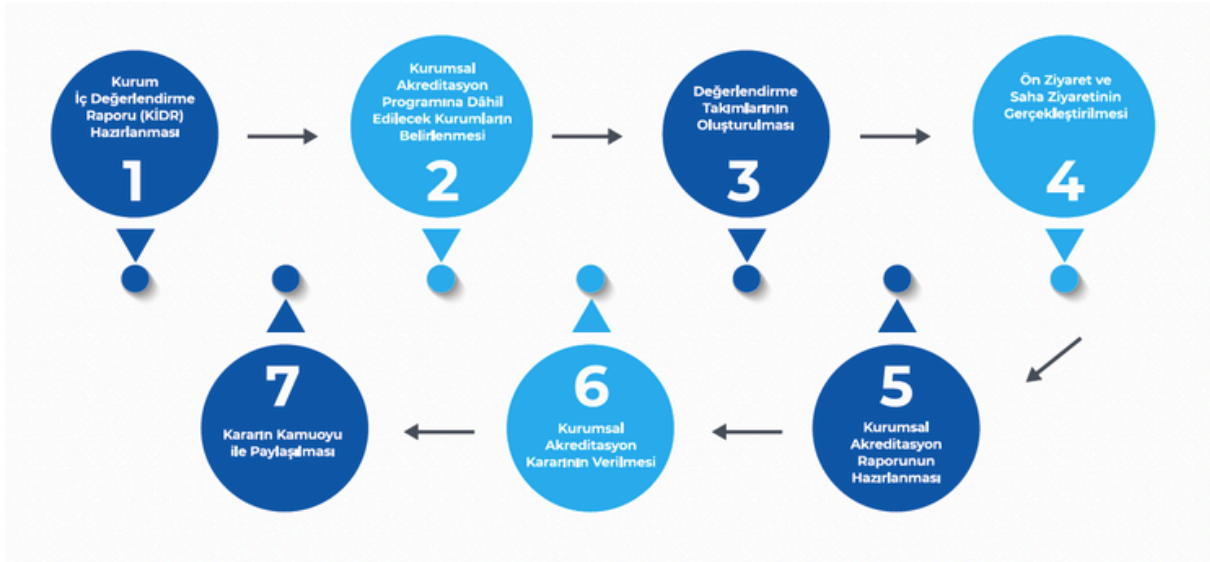 Kurum
İç Değerlendirme
Raporu (KİDR)
Hazırlanması
1
Kurumsal
Akreditasyon
Programına Dâhil
Edilecek Kurumların
Belirlenmesi
2
Değerlendirme
Takımlarının
Oluşturulması
3
Ön Ziyaret ve
Saha Ziyaretinin
Gerçekleştirilmesi
4
5
Kurumsal
Akreditasyon
Raporunun
Hazırlanması
6
Kurumsal
Akreditasyon
Kararının Verilmesi
7
Kararın Kamuoyu
ile Paylaşılması